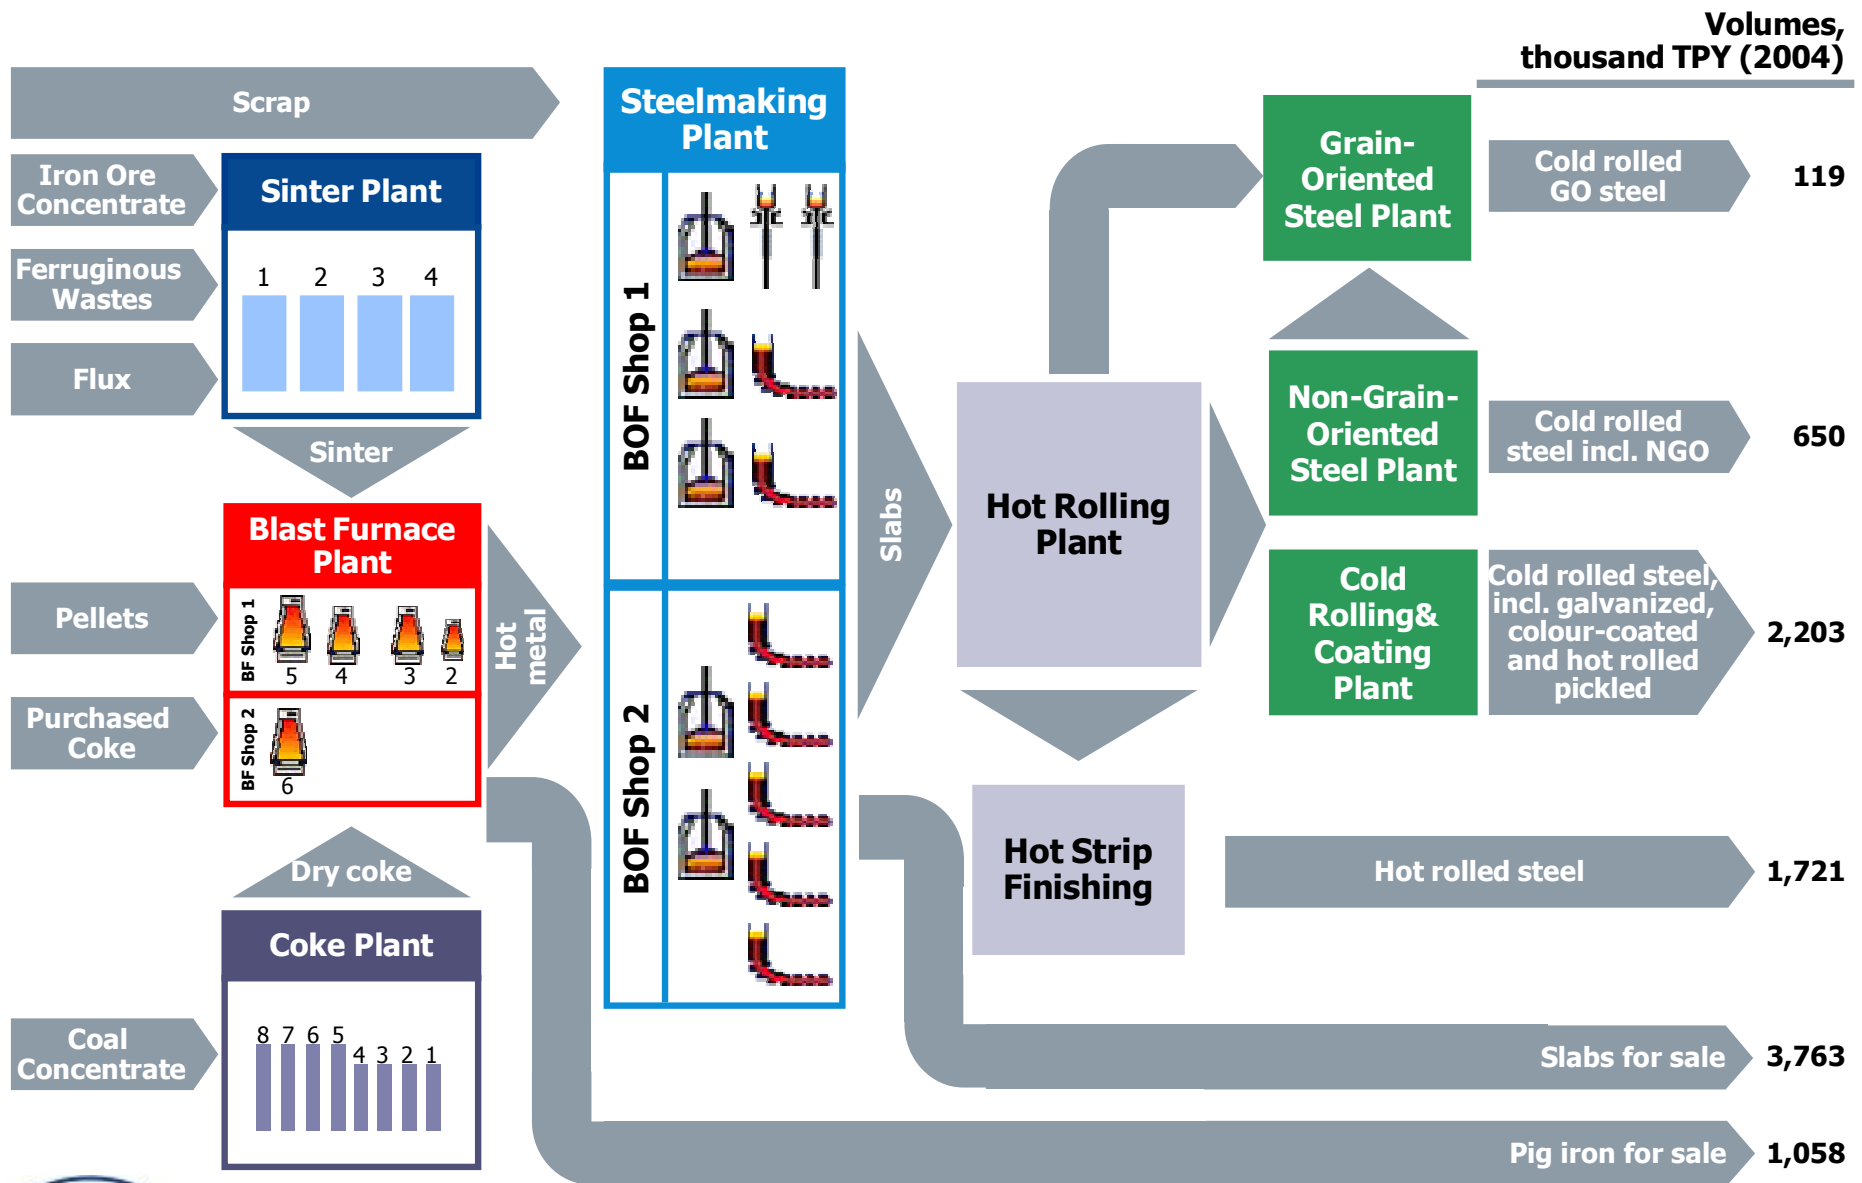 Volumes,
thousand TPY (2004)
Scrap
Iron Ore
Concentrate
Ferruginous
Wastes
Flux
Sinter Plant
1 2 3 4
Sinter
Blast Furnace
Plant
BF Shop 1
5 4 3 2
BF Shop 2
6
Pellets
Purchased
Coke
Hot
metal
Dry coke
Coke Plant
8 7 6 5 4 3 2 1
Coal
Concentrate
Steelmaking
Plant
BOF Shop 1
BOF Shop 2
Slabs
Hot Rolling
Plant
Hot Strip
Finishing
Grain-
Oriented
Steel Plant
Cold rolled
GO steel
119
Non-Grain-
Oriented
Steel Plant
Cold rolled
steel incl. NGO
650
Cold
Rolling&
Coating
Plant
Cold rolled steel,
incl. galvanized,
colour-coated
and hot rolled
pickled
2,203
Hot rolled steel
1,721
Slabs for sale
3,763
Pig iron for sale
1,058